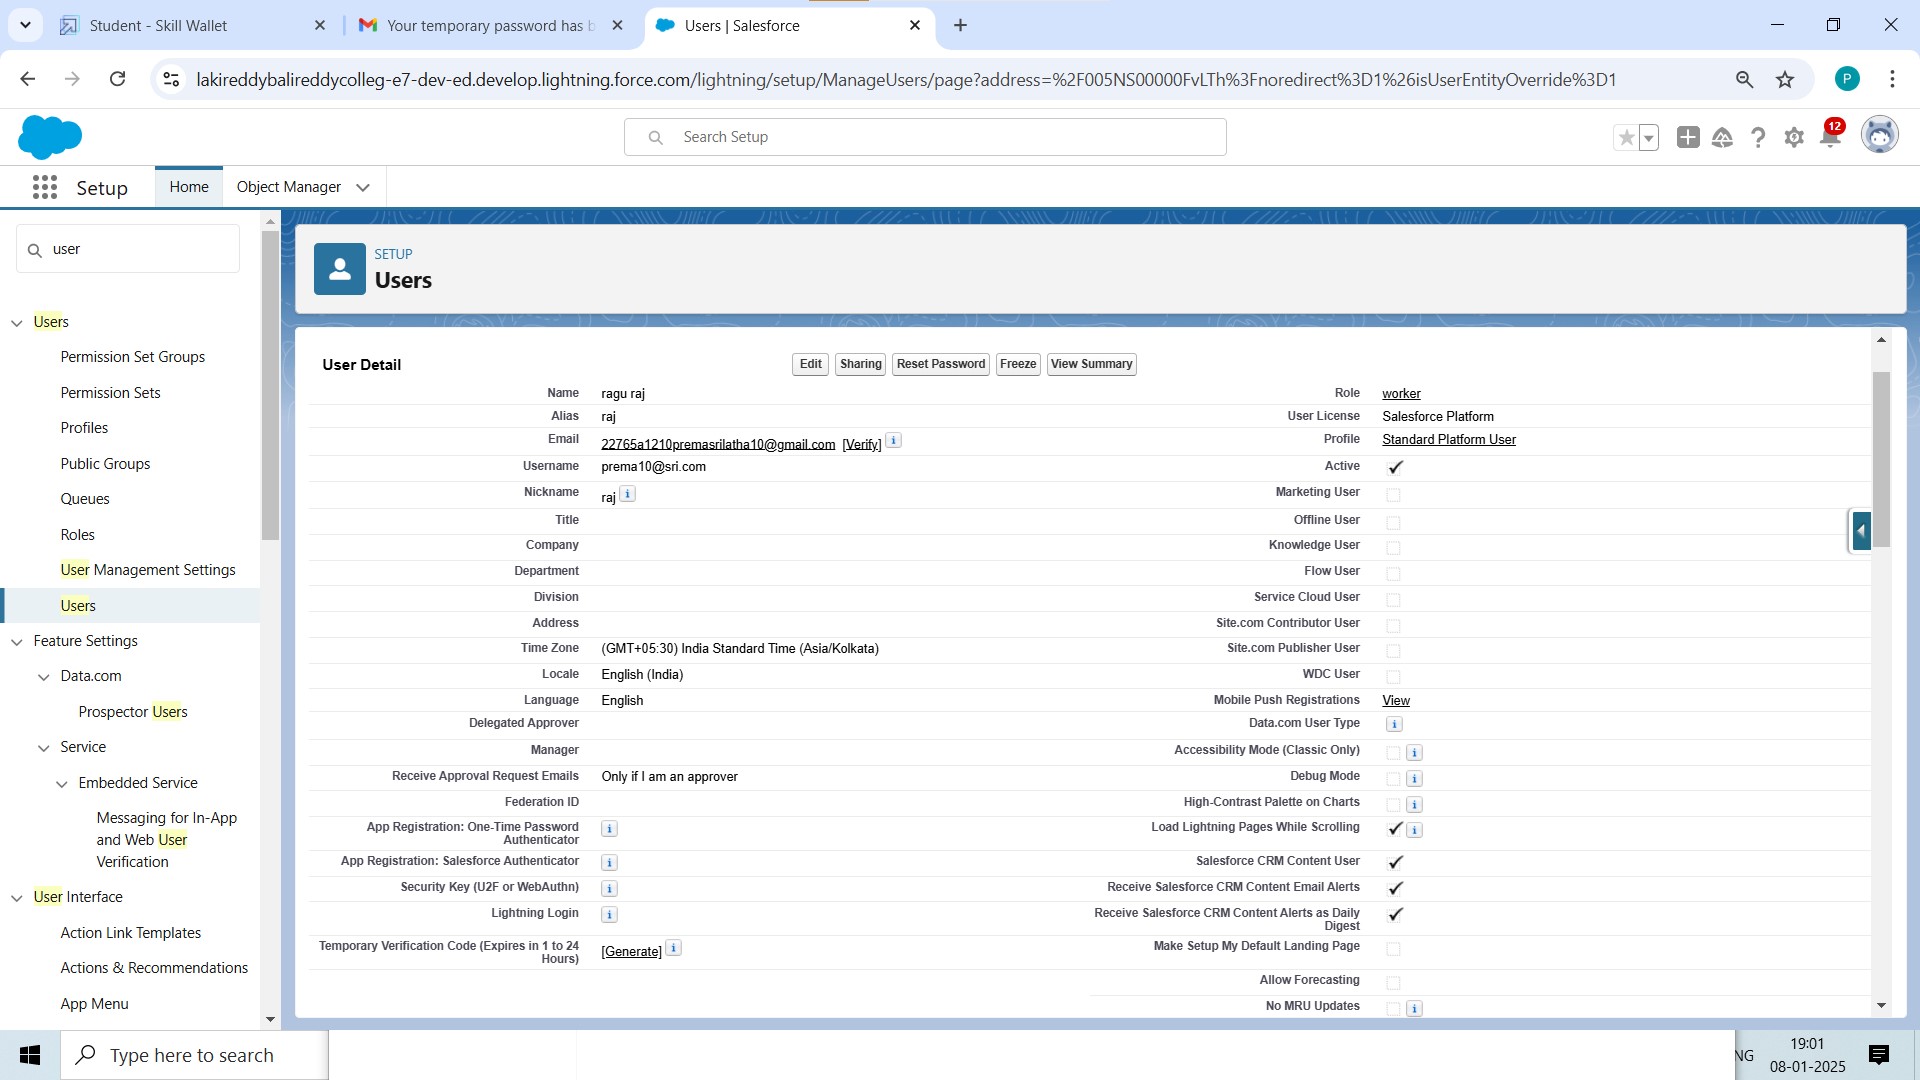 Student - Skill Wallet
Your temporary password has b
Users | Salesforce
lakireddybalireddycolleg-e7-dev-ed.develop.lightning.force.com/lightning/setup/ManageUsers/page?address=%2F005NS00000FvLTh%3Fnoredirect%3D1%26isUserEntityOverride%3D1
P
Search Setup
12
Setup
Home
Object Manager
user
Users
Permission Set Groups
Permission Sets
Profiles
Public Groups
Queues
Roles
User Management Settings
Users
Feature Settings
Data.com
Prospector Users
Service
Embedded Service
Messaging for In-App
and Web User
Verification
User Interface
Action Link Templates
Actions & Recommendations
App Menu
SETUP
Users
User Detail
Edit Sharing Reset Password Freeze View Summary
Name ragu raj Role worker
Alias raj User License Salesforce Platform
Email 22765a1210premasrilatha10@gmail.com [Verify] i Profile Standard Platform User
Username prema10@sri.com Active
Nickname raj i Marketing User
Title Offline User
Company Knowledge User
Department Flow User
Division Service Cloud User
Address Site.com Contributor User
Time Zone (GMT+05:30) India Standard Time (Asia/Kolkata) Site.com Publisher User
Locale English (India) WDC User
Language English Mobile Push Registrations View
Delegated Approver Data.com User Type i
Manager Accessibility Mode (Classic Only) i
Receive Approval Request Emails Only if I am an approver Debug Mode i
Federation ID High-Contrast Palette on Charts i
App Registration: One-Time Password
Authenticator i Load Lightning Pages While Scrolling i
App Registration: Salesforce Authenticator i Salesforce CRM Content User
Security Key (U2F or WebAuthn) i Receive Salesforce CRM Content Email Alerts
Lightning Login i Receive Salesforce CRM Content Alerts as Daily
Digest
Temporary Verification Code (Expires in 1 to 24
Hours) [Generate] i Make Setup My Default Landing Page
Allow Forecasting
No MRU Updates i
Type here to search
NG
19:01
08-01-2025